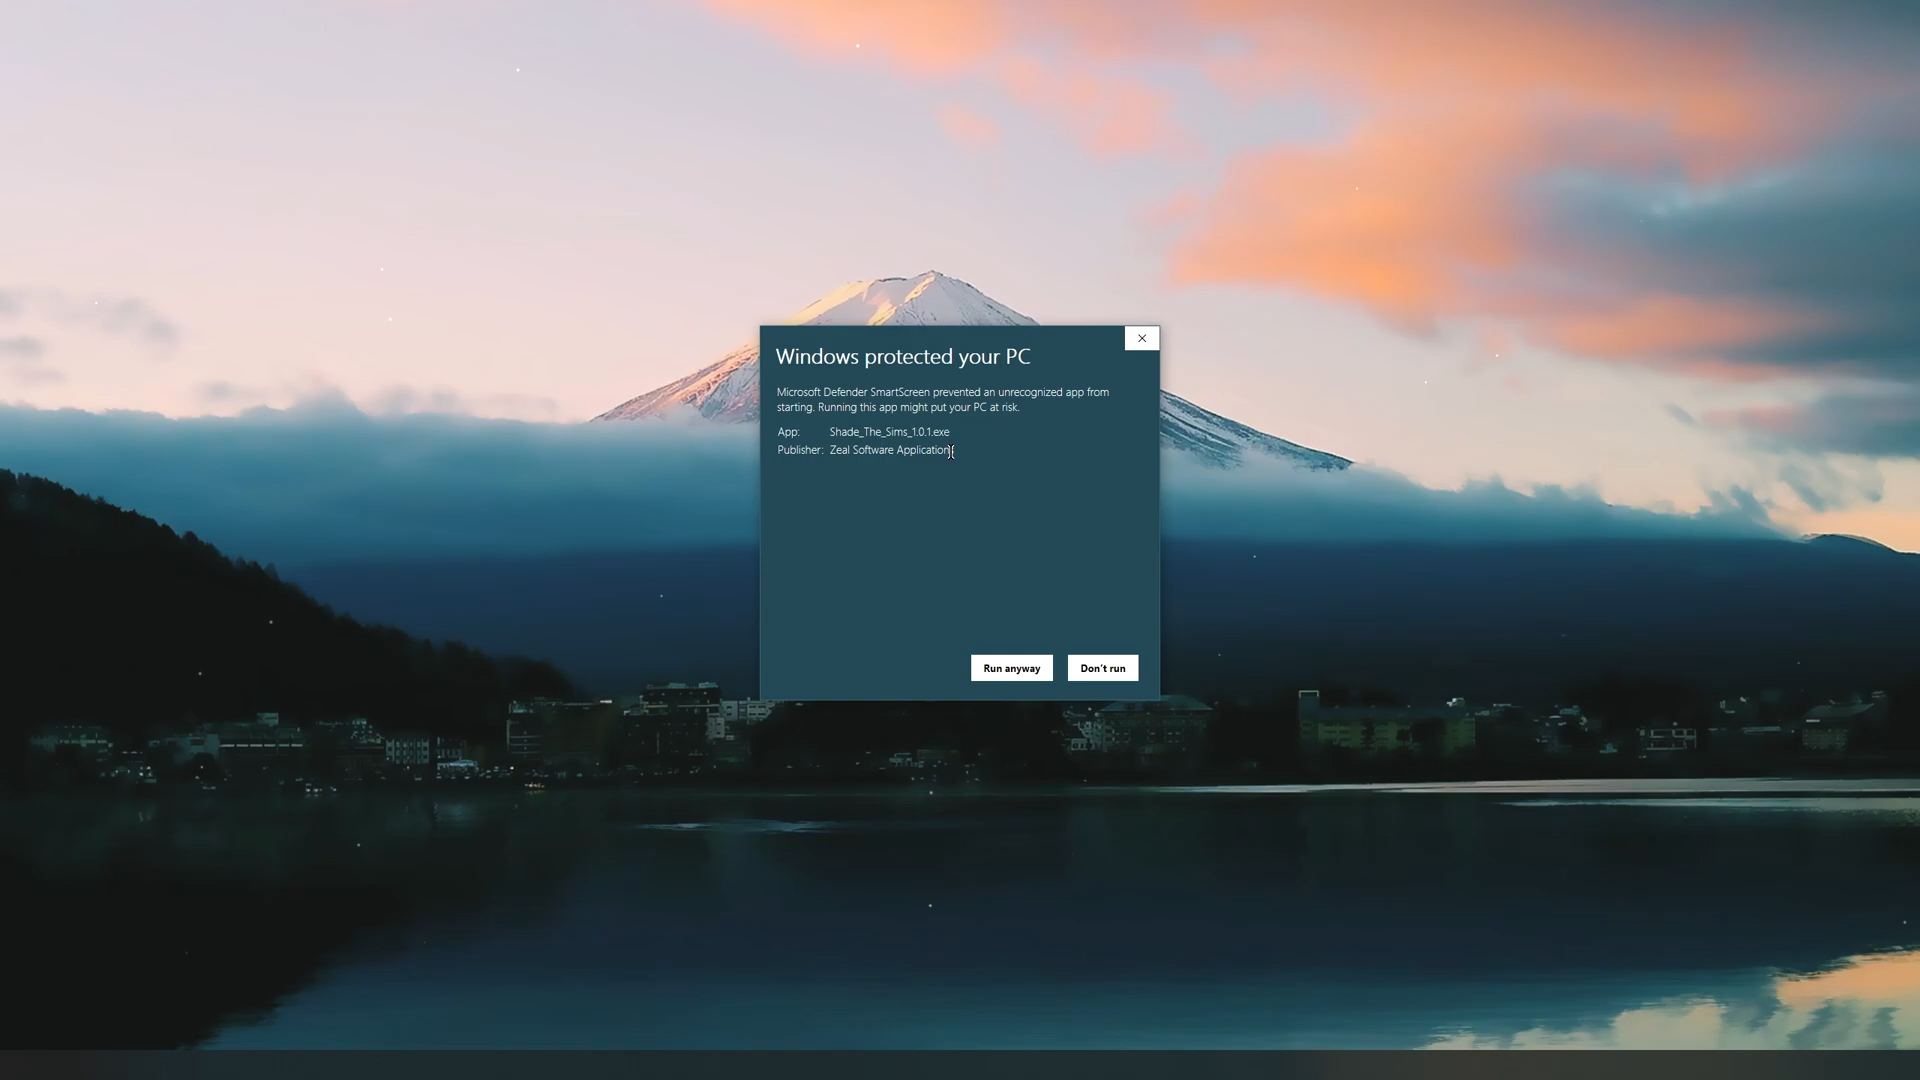 Windows protected your PC
Microsoft Defender SmartScreen prevented an unrecognized app from
starting. Running this app might put your PC at risk.
App: Shade_The_Sims_1.0.1.exe
Publisher: Zeal Software Application
Run anyway Don't run